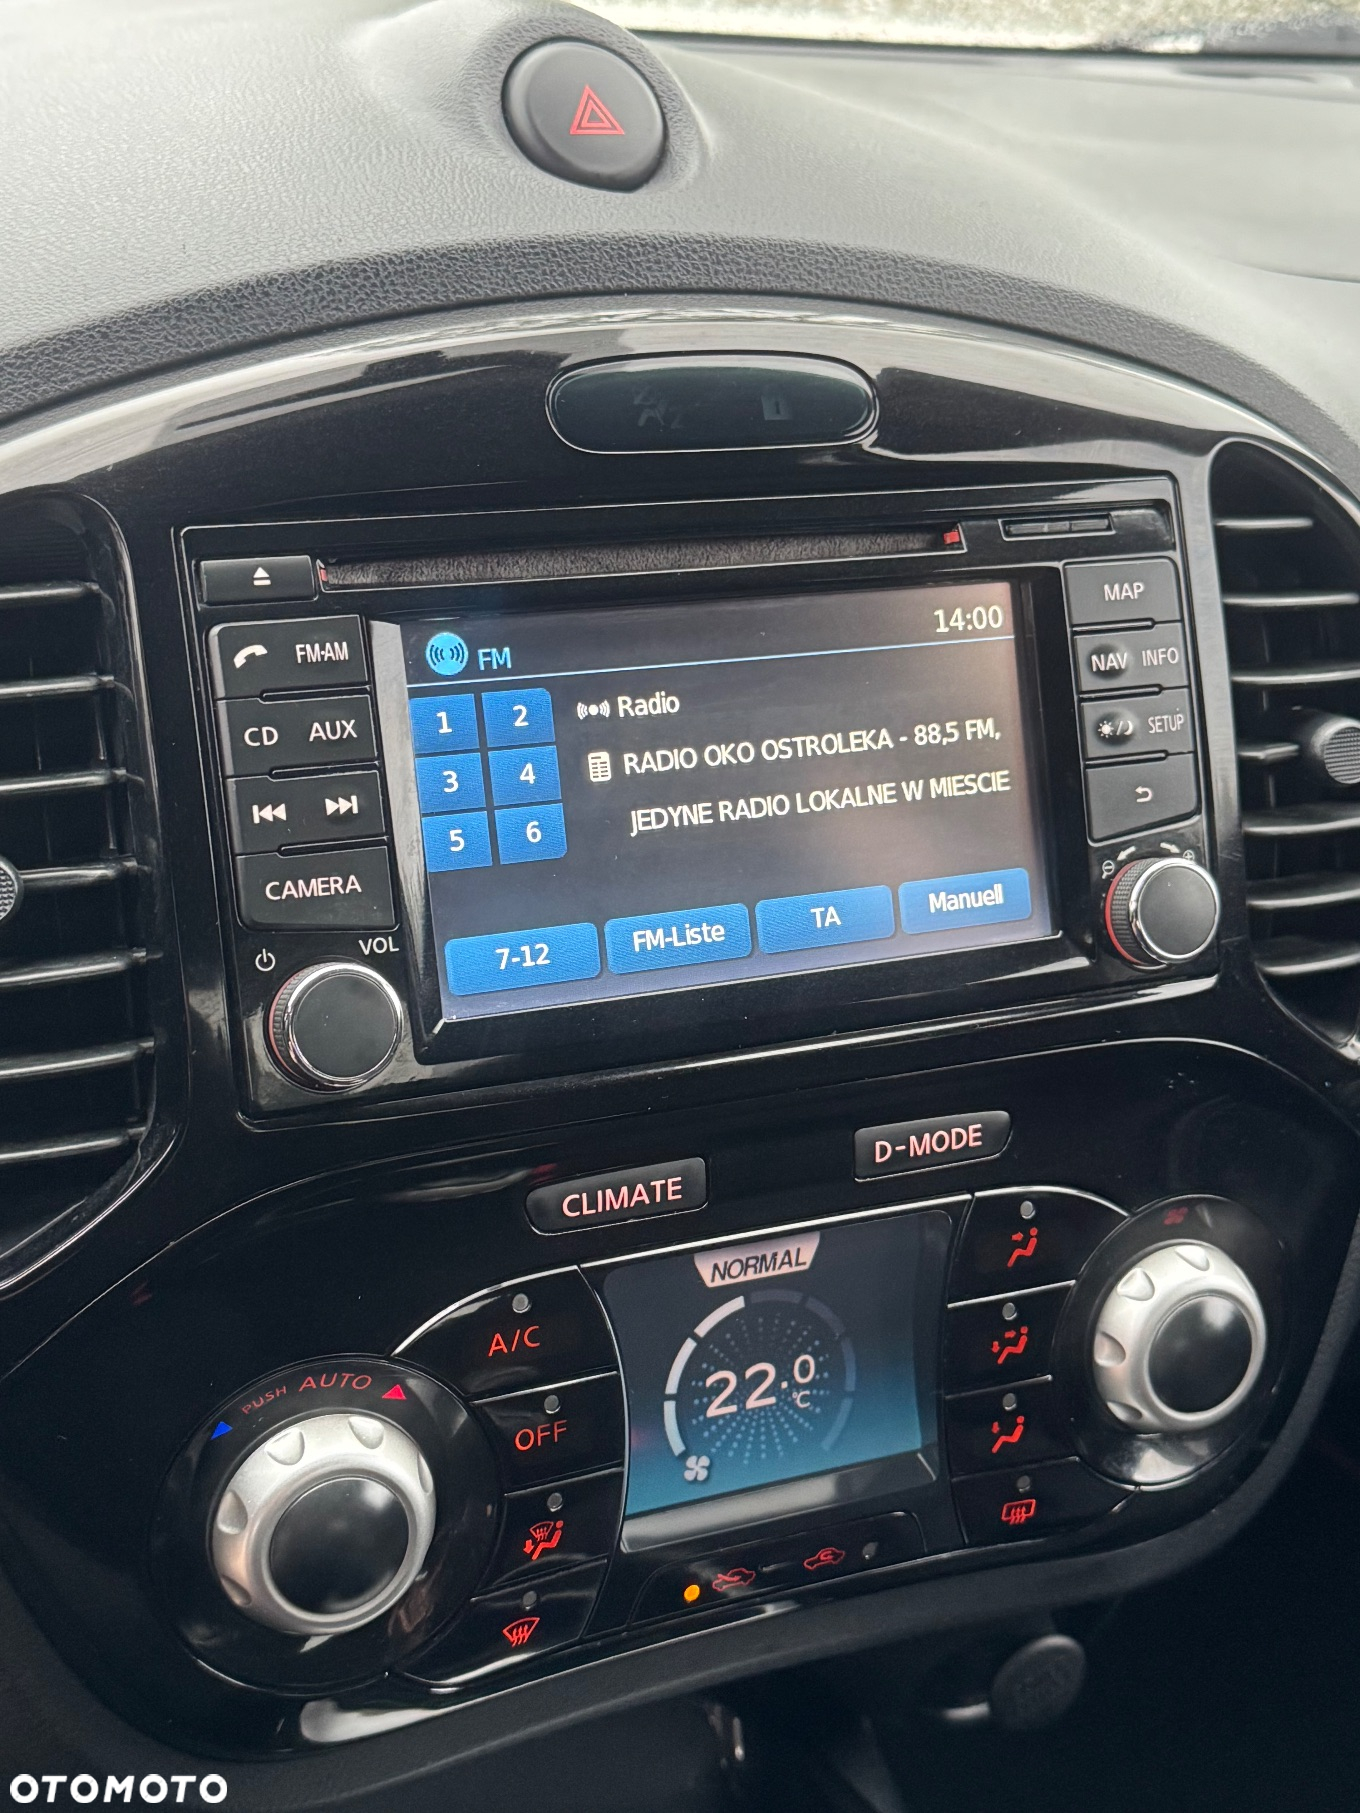 MAP
FM·AM
NAV INFO
CD AUX
SETUP
CAMERA
VOL
14:00
FM
1 2
3 4
5 6
Radio
RADIO OKO OSTROLEKA - 88,5 FM,
JEDYNE RADIO LOKALNE W MIESCIE
7-12 FM-Liste TA Manuell
CLIMATE D-MODE
NORMAL
22.0
°C
A/C
PUSH AUTO
OFF
OTOMOTO